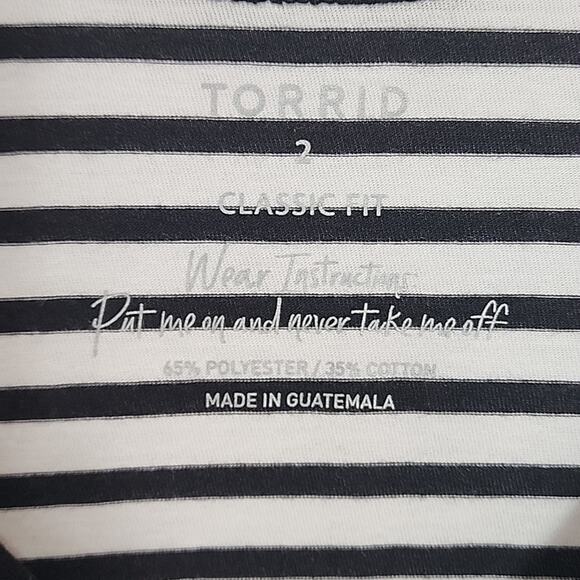 TORRID
2
CLASSIC FIT
Wear Instructions
Put me on and never take me off
65% POLYESTER / 35% COTTON
MADE IN GUATEMALA